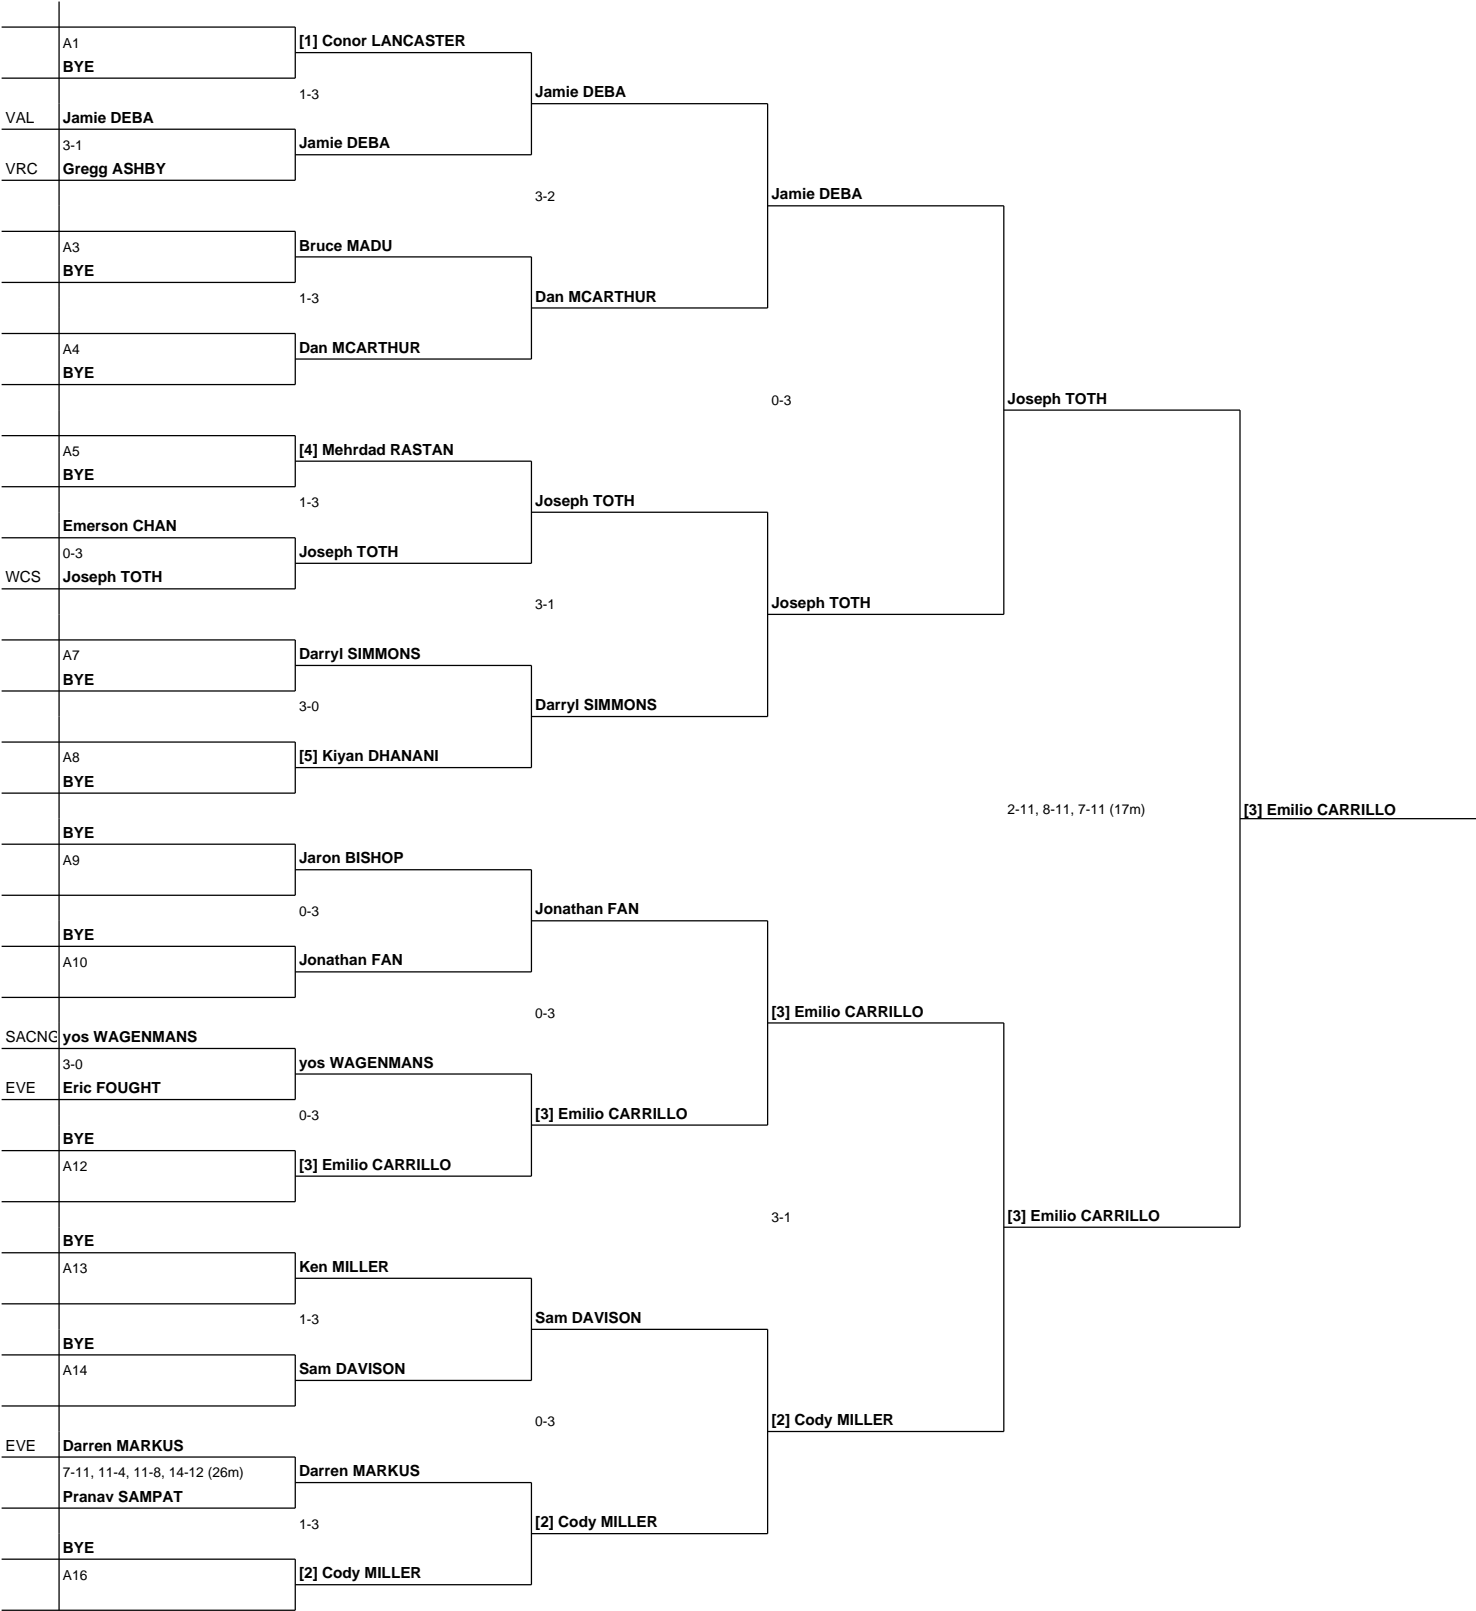 A1
[1] Conor LANCASTER
BYE
1-3
Jamie DEBA
VAL Jamie DEBA
3-1
Jamie DEBA
VRC Gregg ASHBY
3-2
Jamie DEBA
A3
Bruce MADU
BYE
1-3
Dan MCARTHUR
A4
Dan MCARTHUR
BYE
0-3
Joseph TOTH
A5
[4] Mehrdad RASTAN
BYE
1-3
Joseph TOTH
Emerson CHAN
0-3
Joseph TOTH
WCS Joseph TOTH
3-1
Joseph TOTH
A7
Darryl SIMMONS
BYE
3-0
Darryl SIMMONS
A8
[5] Kiyan DHANANI
BYE
2-11, 8-11, 7-11 (17m)
[3] Emilio CARRILLO
BYE
A9
Jaron BISHOP
0-3
Jonathan FAN
BYE
A10
Jonathan FAN
0-3
[3] Emilio CARRILLO
SACNG yos WAGENMANS
3-0
yos WAGENMANS
EVE Eric FOUGHT
0-3
[3] Emilio CARRILLO
BYE
A12
[3] Emilio CARRILLO
3-1
[3] Emilio CARRILLO
BYE
A13
Ken MILLER
1-3
Sam DAVISON
BYE
A14
Sam DAVISON
0-3
[2] Cody MILLER
EVE Darren MARKUS
7-11, 11-4, 11-8, 14-12 (26m)
Darren MARKUS
Pranav SAMPAT
1-3
[2] Cody MILLER
BYE
A16
[2] Cody MILLER